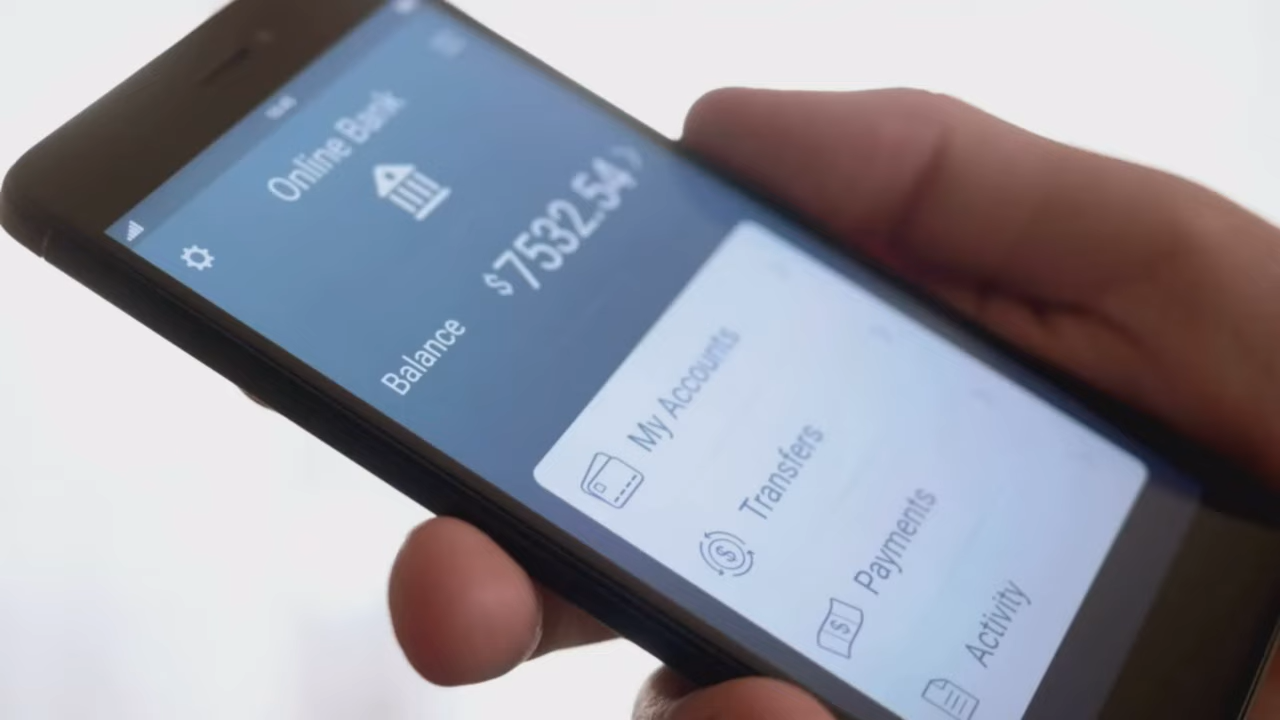 Online Bank
Balance
$7532.54
My Accounts
Transfers
Payments
Activity